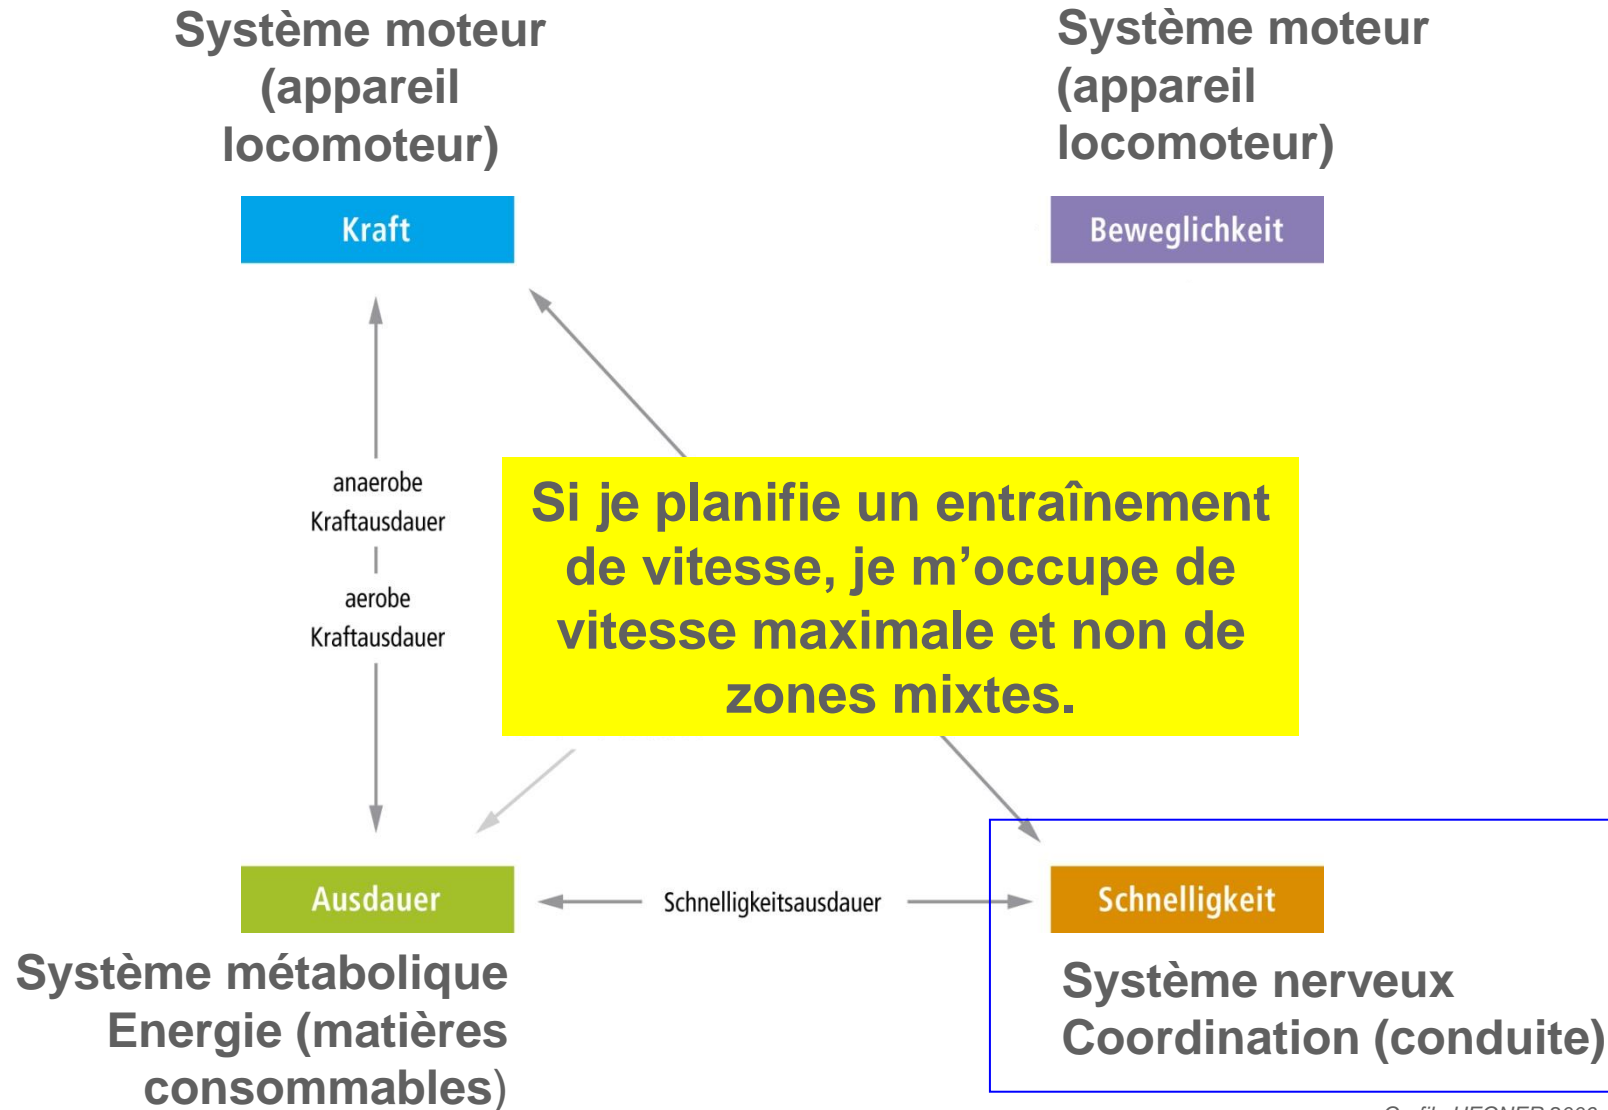 Système moteur
(appareil
locomoteur)
Système moteur
(appareil
locomoteur)
Kraft
Beweglichkeit
anaerobe
Kraftausdauer
aerobe
Kraftausdauer
Si je planifie un entraînement
de vitesse, je m’occupe de
vitesse maximale et non de
zones mixtes.
Ausdauer
Schnelligkeitsausdauer
Schnelligkeit
Système métabolique
Energie (matières
consommables)
Système nerveux
Coordination (conduite)